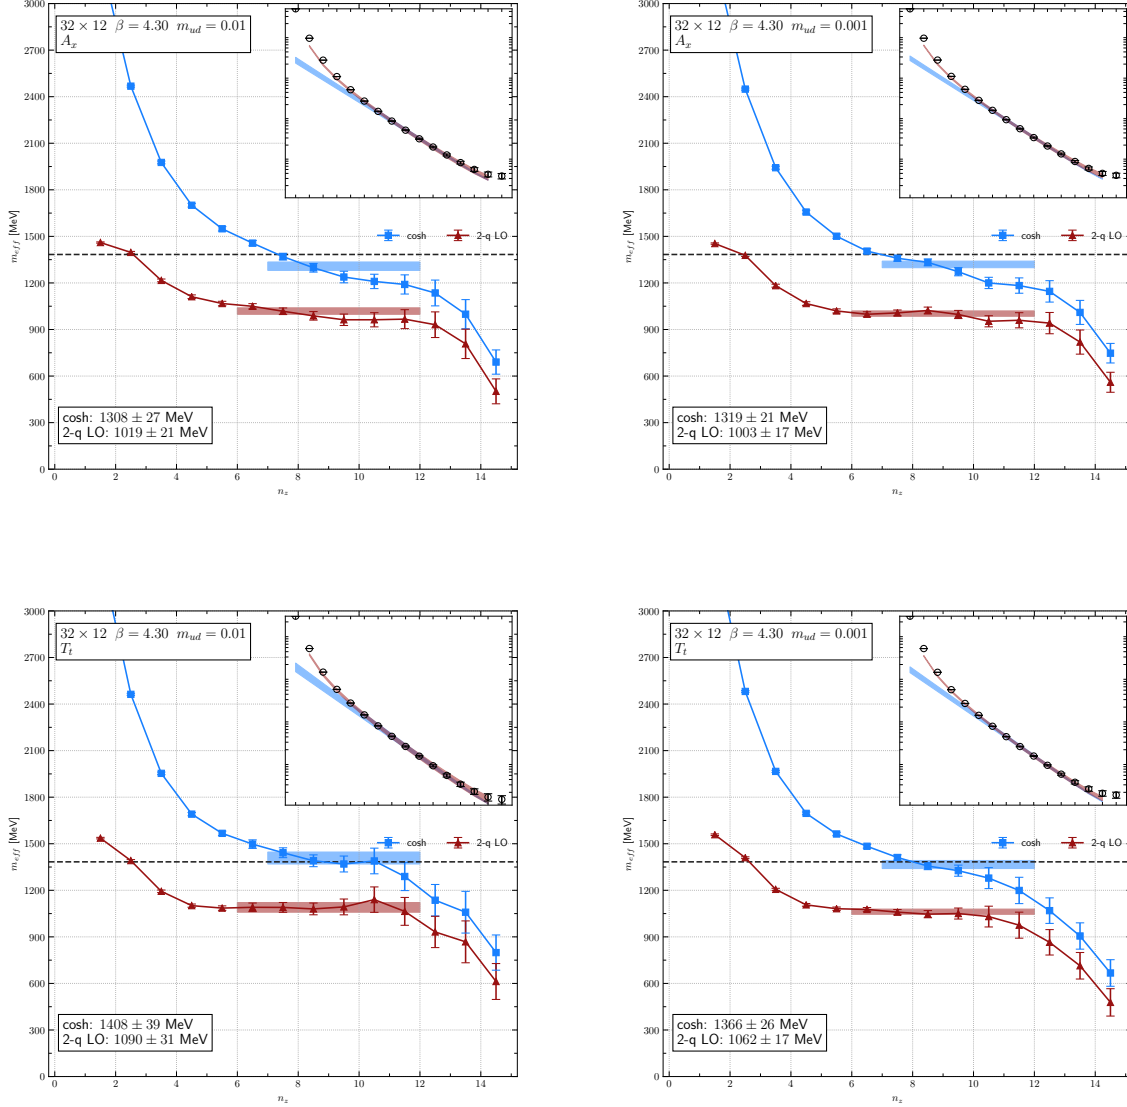 32 × 12 β = 4.30 m_ud = 0.01
A_x
cosh
2-q LO
cosh: 1308 ± 27 MeV
2-q LO: 1019 ± 21 MeV
m_eff [MeV]
3000
2700
2400
2100
1800
1500
1200
900
600
300
0
0 2 4 6 8 10 12 14
n_z
32 × 12 β = 4.30 m_ud = 0.001
A_x
cosh
2-q LO
cosh: 1319 ± 21 MeV
2-q LO: 1003 ± 17 MeV
m_eff [MeV]
3000
2700
2400
2100
1800
1500
1200
900
600
300
0
0 2 4 6 8 10 12 14
n_z
32 × 12 β = 4.30 m_ud = 0.01
T_t
cosh
2-q LO
cosh: 1408 ± 39 MeV
2-q LO: 1090 ± 31 MeV
m_eff [MeV]
3000
2700
2400
2100
1800
1500
1200
900
600
300
0
0 2 4 6 8 10 12 14
n_z
32 × 12 β = 4.30 m_ud = 0.001
T_t
cosh
2-q LO
cosh: 1366 ± 26 MeV
2-q LO: 1062 ± 17 MeV
m_eff [MeV]
3000
2700
2400
2100
1800
1500
1200
900
600
300
0
0 2 4 6 8 10 12 14
n_z